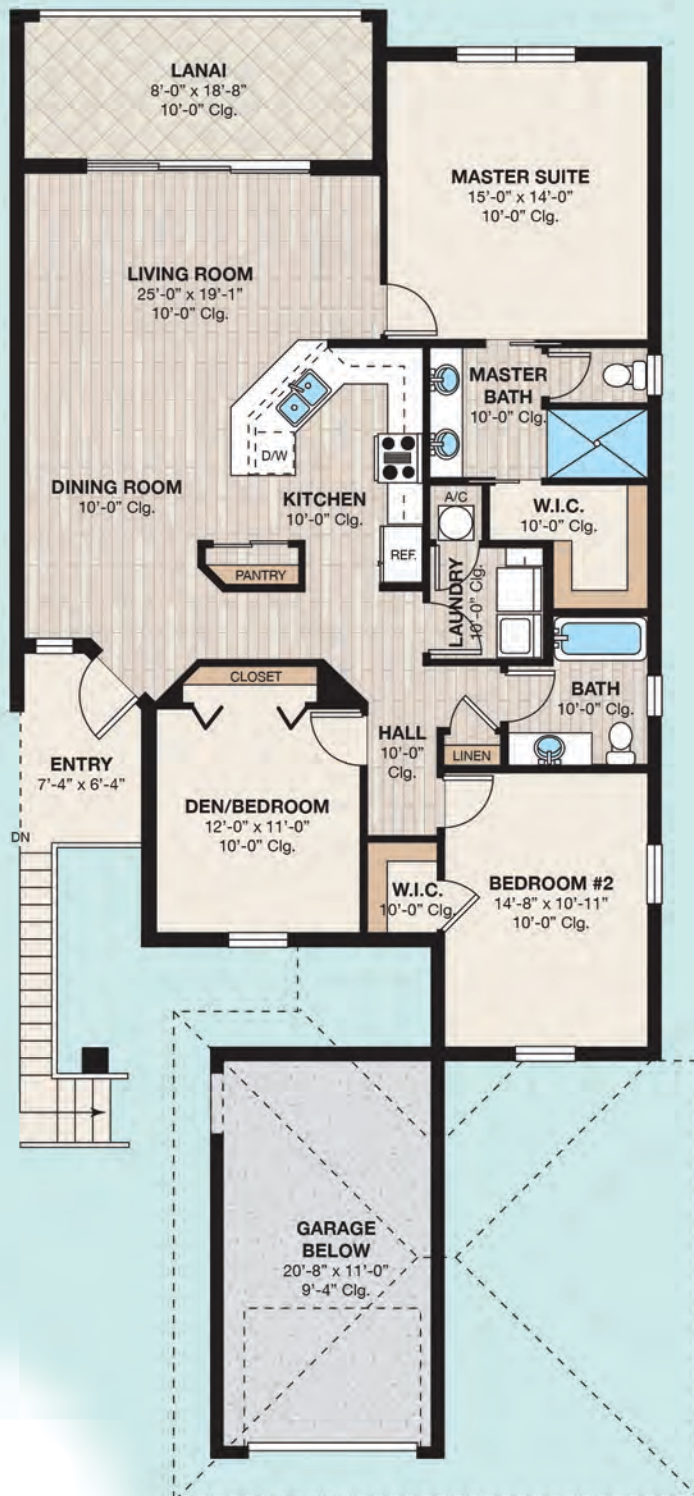 LANAI
8'-0" x 18'-8"
10'-0" Clg.
MASTER SUITE
15'-0" x 14'-0"
10'-0" Clg.
LIVING ROOM
25'-0" x 19'-1"
10'-0" Clg.
MASTER
BATH
10'-0" Clg.
D/W
DINING ROOM
10'-0" Clg.
KITCHEN
10'-0" Clg.
A/C
W.I.C.
10'-0" Clg.
REF.
PANTRY
LAUNDRY
10'-0" Clg.
CLOSET
BATH
10'-0" Clg.
HALL
10'-0"
Clg.
LINEN
ENTRY
7'-4" x 6'-4"
DN
DEN/BEDROOM
12'-0" x 11'-0"
10'-0" Clg.
W.I.C.
10'-0" Clg.
BEDROOM #2
14'-8" x 10'-11"
10'-0" Clg.
GARAGE
BELOW
20'-8" x 11'-0"
9'-4" Clg.